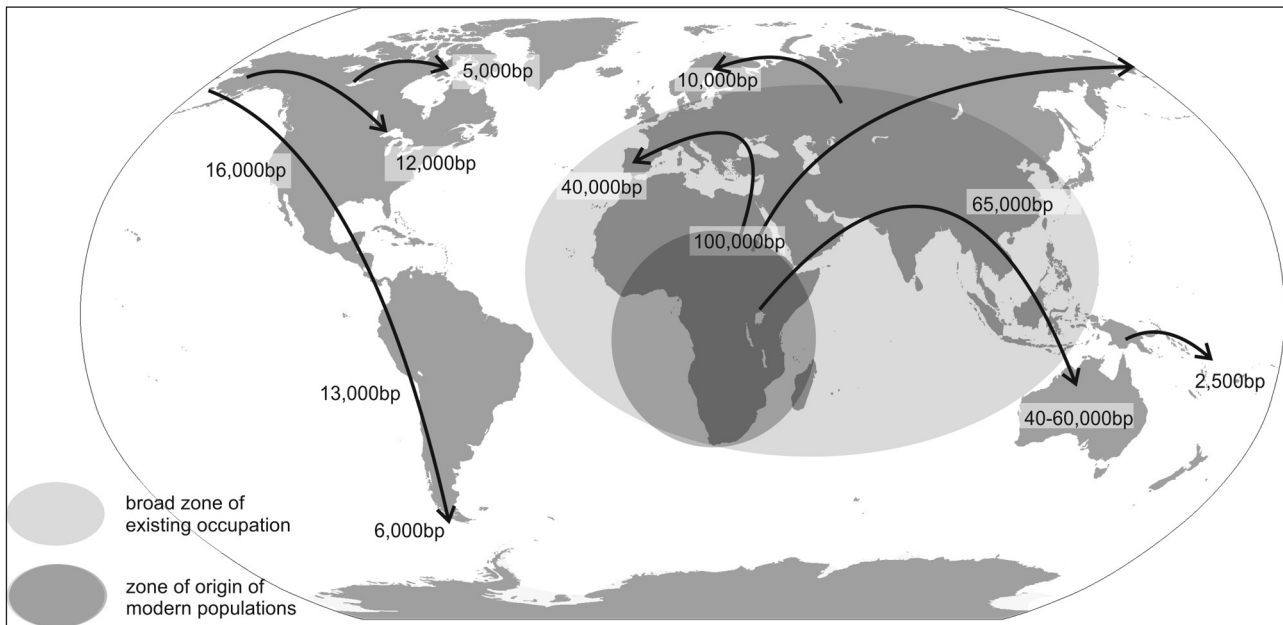 5,000bp
10,000bp
16,000bp
12,000bp
40,000bp
65,000bp
100,000bp
2,500bp
13,000bp
40-60,000bp
broad zone of
existing occupation
6,000bp
zone of origin of
modern populations